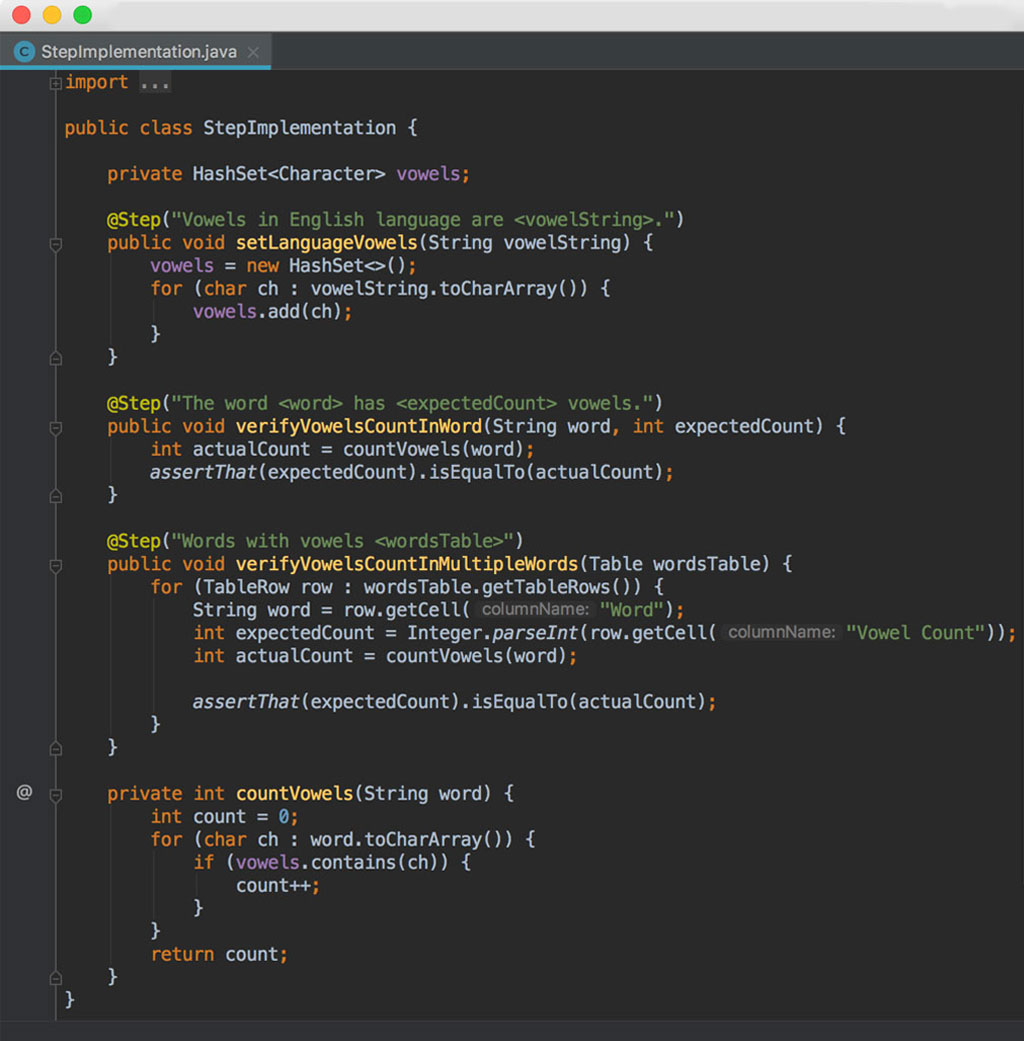 StepImplementation.java
import ...
public class StepImplementation {
    private HashSet<Character> vowels;
    @Step("Vowels in English language are <vowelString>.")
    public void setLanguageVowels(String vowelString) {
        vowels = new HashSet<>();
        for (char ch : vowelString.toCharArray()) {
            vowels.add(ch);
        }
    }
    @Step("The word <word> has <expectedCount> vowels.")
    public void verifyVowelsCountInWord(String word, int expectedCount) {
        int actualCount = countVowels(word);
        assertThat(expectedCount).isEqualTo(actualCount);
    }
    @Step("Words with vowels <wordsTable>")
    public void verifyVowelsCountInMultipleWords(Table wordsTable) {
        for (TableRow row : wordsTable.getTableRows()) {
            String word = row.getCell( columnName: "Word");
            int expectedCount = Integer.parseInt(row.getCell( columnName: "Vowel Count"));
            int actualCount = countVowels(word);
            assertThat(expectedCount).isEqualTo(actualCount);
        }
    }
@   private int countVowels(String word) {
        int count = 0;
        for (char ch : word.toCharArray()) {
            if (vowels.contains(ch)) {
                count++;
            }
        }
        return count;
    }
}